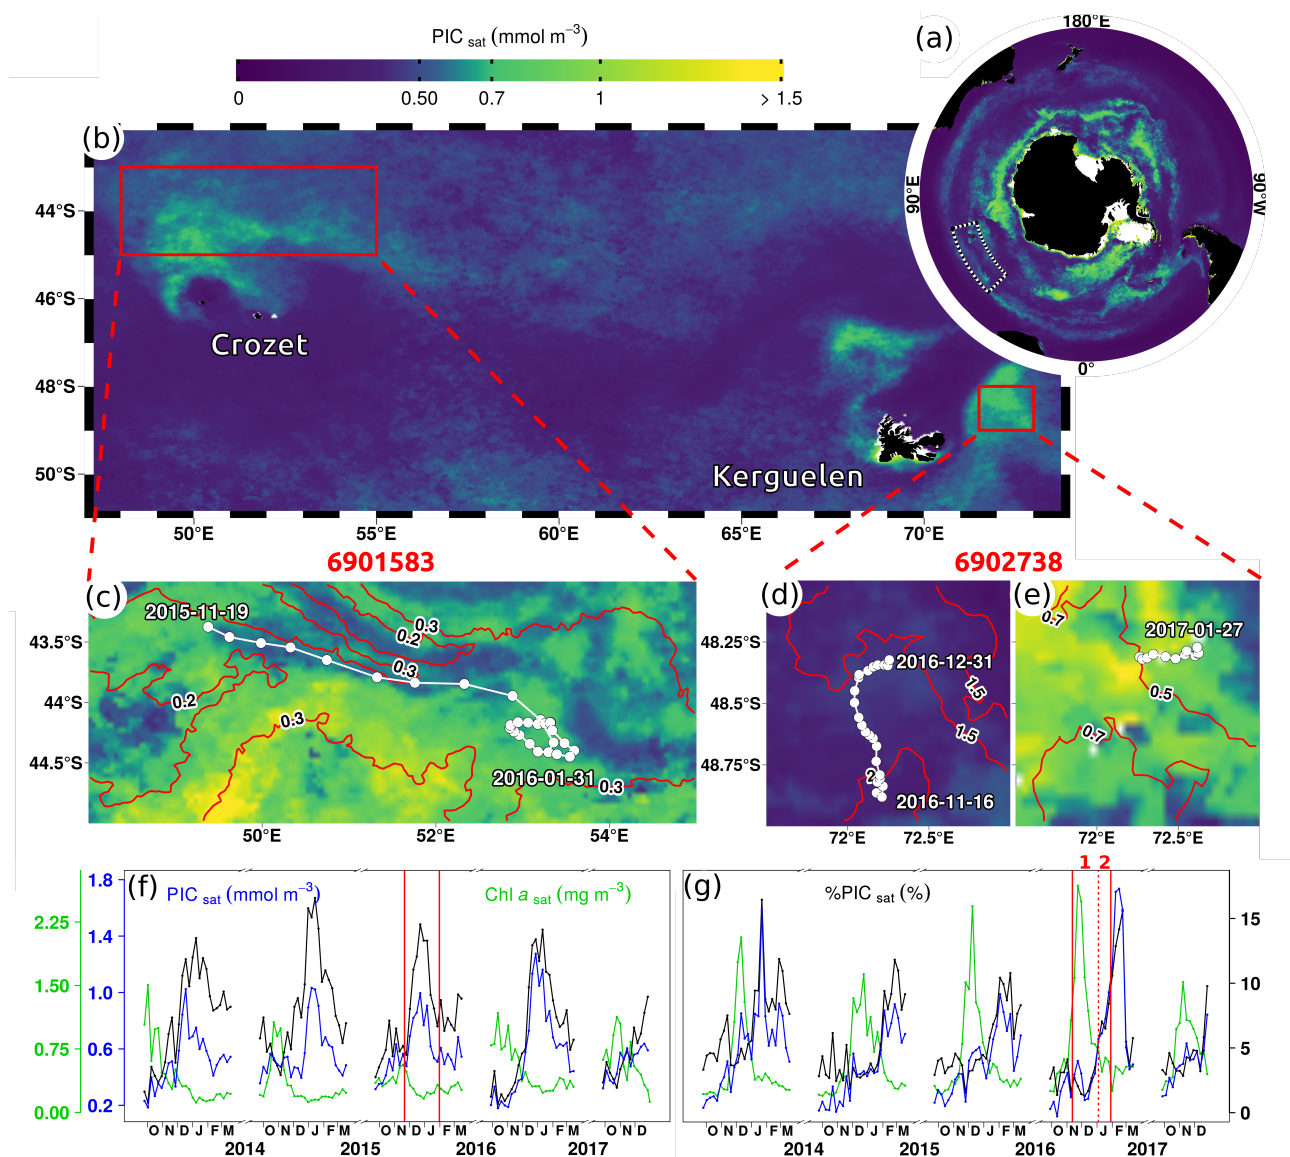 PIC sat (mmol m−3)
0 0.50 0.7 1 > 1.5
(a)
180°E
90°E
90°W
0°
(b)
44°S
46°S
48°S
50°S
Crozet
Kerguelen
50°E 55°E 60°E 65°E 70°E
6901583
6902738
(c)
2015-11-19
0.3
0.2
0.3
0.2
0.3
2016-01-31
0.3
43.5°S
44°S
44.5°S
50°E 52°E 54°E
(d)
2016-12-31
1.5
1.5
2
2016-11-16
48.25°S
48.5°S
48.75°S
72°E 72.5°E
(e)
0.7
2017-01-27
0.5
0.7
72°E 72.5°E
(f)
PIC sat (mmol m−3)
Chl a sat (mg m−3)
2.25
1.50
0.75
0.00
1.8
1.4
1.0
0.6
0.2
O N D J F M O N D J F M O N D J F M O N D J F M O N D
2014 2015 2016 2017
(g)
%PIC sat (%)
1 2
15
10
5
0
O N D J F M O N D J F M O N D J F M O N D J F M O N D
2014 2015 2016 2017